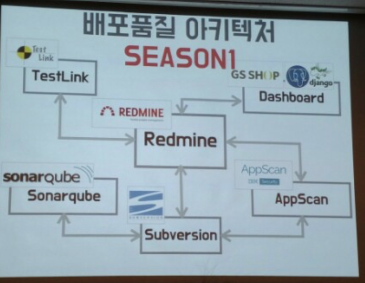 배포품질 아키텍처
SEASON1
Test
Link
TestLink
GS SHOP
django
Dashboard
REDMINE
Redmine
sonarqube
Sonarqube
AppScan
AppScan
Subversion